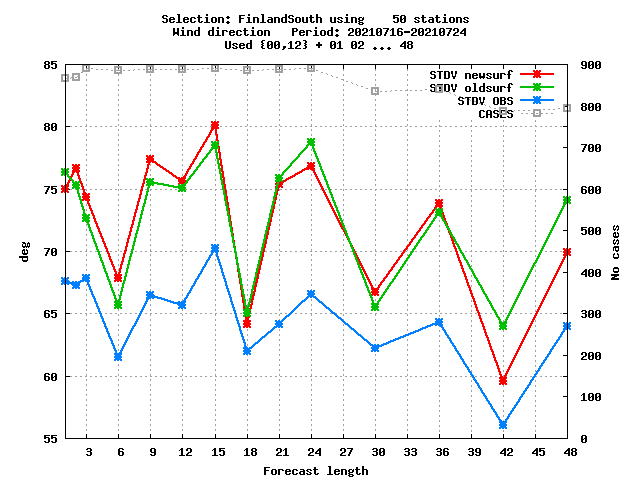 Selection: FinlandSouth using    50 stations
Wind direction   Period: 20210716-20210724
Used {00,12} + 01 02 ... 48
85 900
STDV newsurf
STDV oldsurf
STDV OBS
CASES
80 800
700
75 600
500
70 400
65 300
200
60 100
55 0
deg
No cases
3 6 9 12 15 18 21 24 27 30 33 36 39 42 45 48
Forecast length